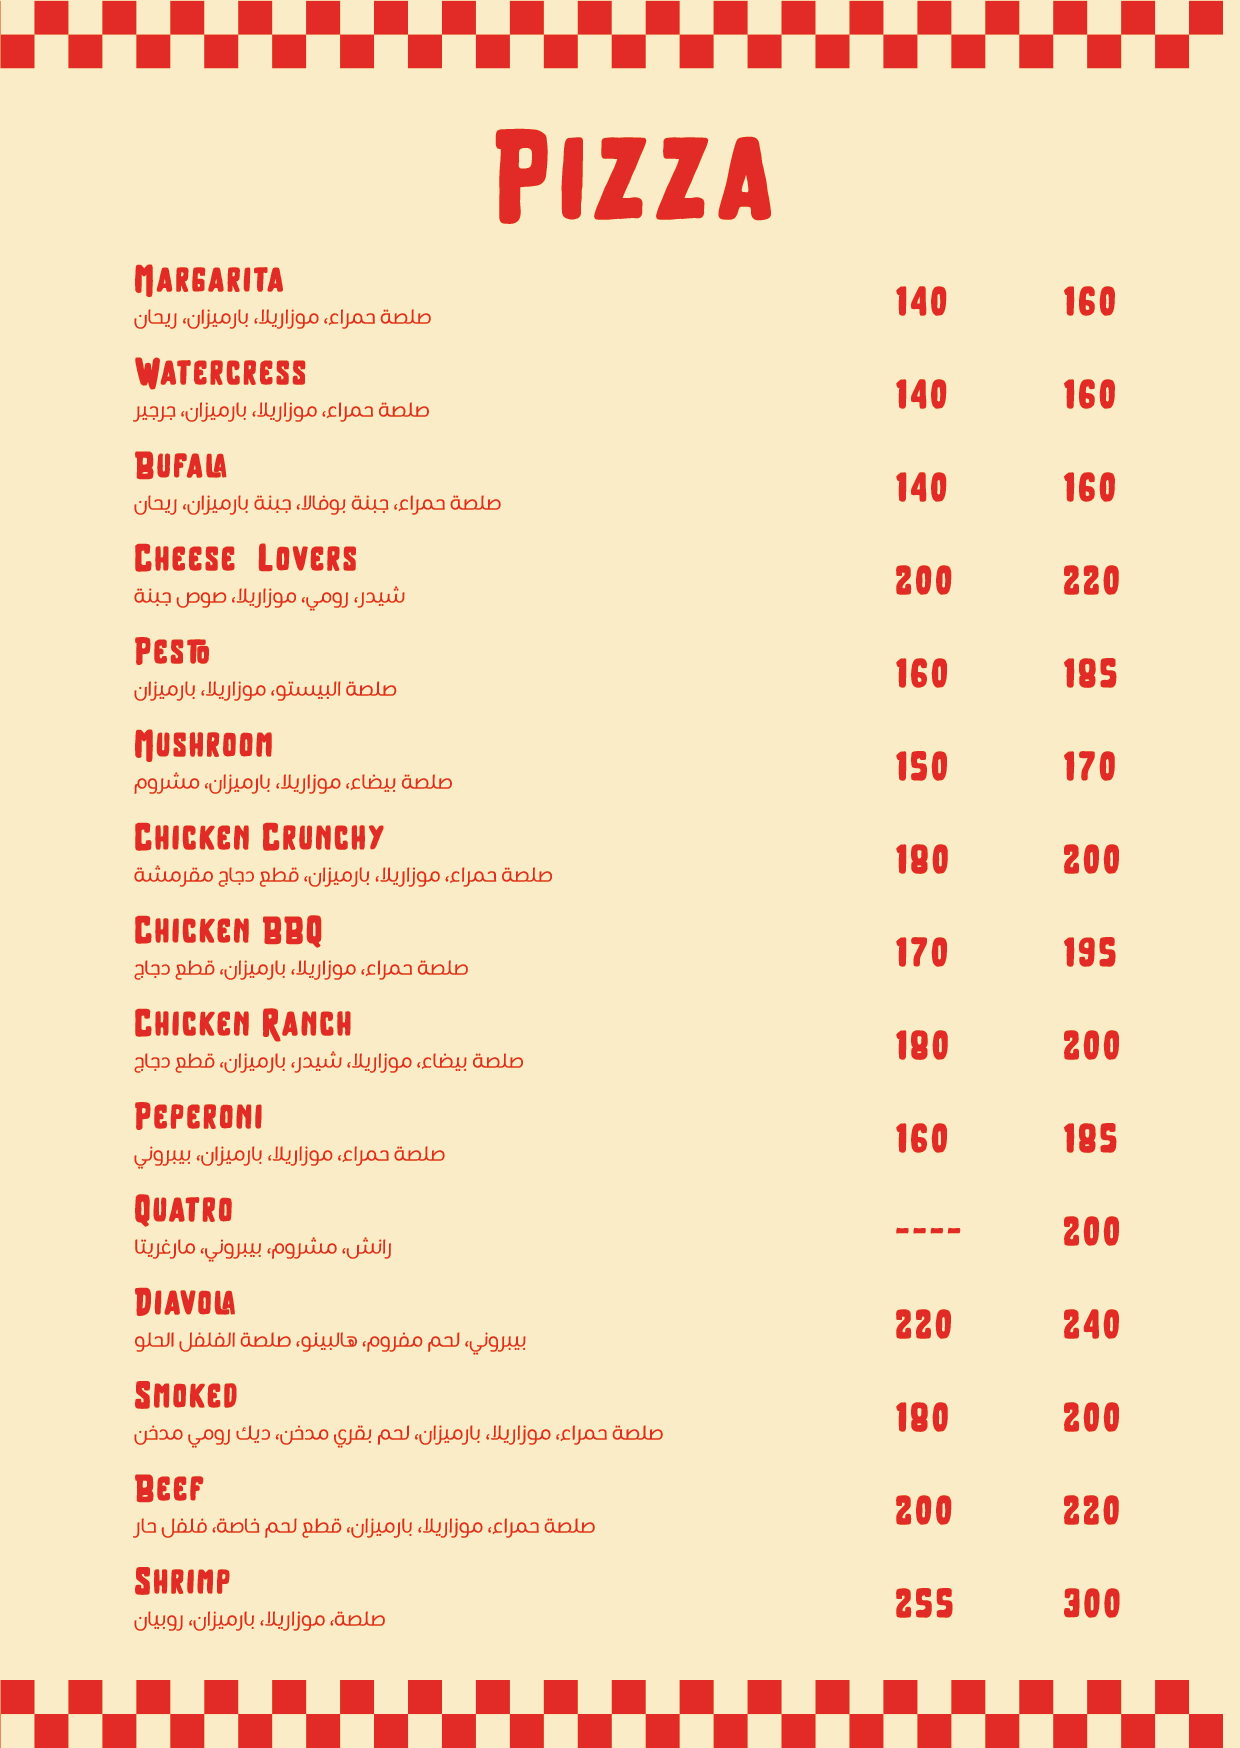 PIZZA
MARGARITA
صلصة حمراء، موزاريلا، بارميزان، ريحان
140 160
WATERCRESS
صلصة حمراء، موزاريلا، بارميزان، جرجير
140 160
BUFALA
صلصة حمراء، جبنة بوفالا، جبنة بارميزان، ريحان
140 160
CHEESE LOVERS
شيدر، رومي، موزاريلا، صوص جبنة
200 220
PESTO
صلصة البيستو، موزاريلا، بارميزان
160 185
MUSHROOM
صلصة بيضاء، موزاريلا، بارميزان، مشروم
150 170
CHICKEN CRUNCHY
صلصة حمراء، موزاريلا، بارميزان، قطع دجاج مقرمشة
180 200
CHICKEN BBQ
صلصة حمراء، موزاريلا، بارميزان، قطع دجاج
170 195
CHICKEN RANCH
صلصة بيضاء، موزاريلا، شيدر، بارميزان، قطع دجاج
180 200
PEPERONI
صلصة حمراء، موزاريلا، بارميزان، بيبروني
160 185
QUATRO
رانش، مشروم، بيبروني، مارغريتا
---- 200
DIAVOLA
بيبروني، لحم مفروم، هالبينو، صلصة الفلفل الحلو
220 240
SMOKED
صلصة حمراء، موزاريلا، بارميزان، لحم بقري مدخن، ديك رومي مدخن
180 200
BEEF
صلصة حمراء، موزاريلا، بارميزان، قطع لحم خاصة، فلفل حار
200 220
SHRIMP
صلصة، موزاريلا، بارميزان، روبيان
255 300